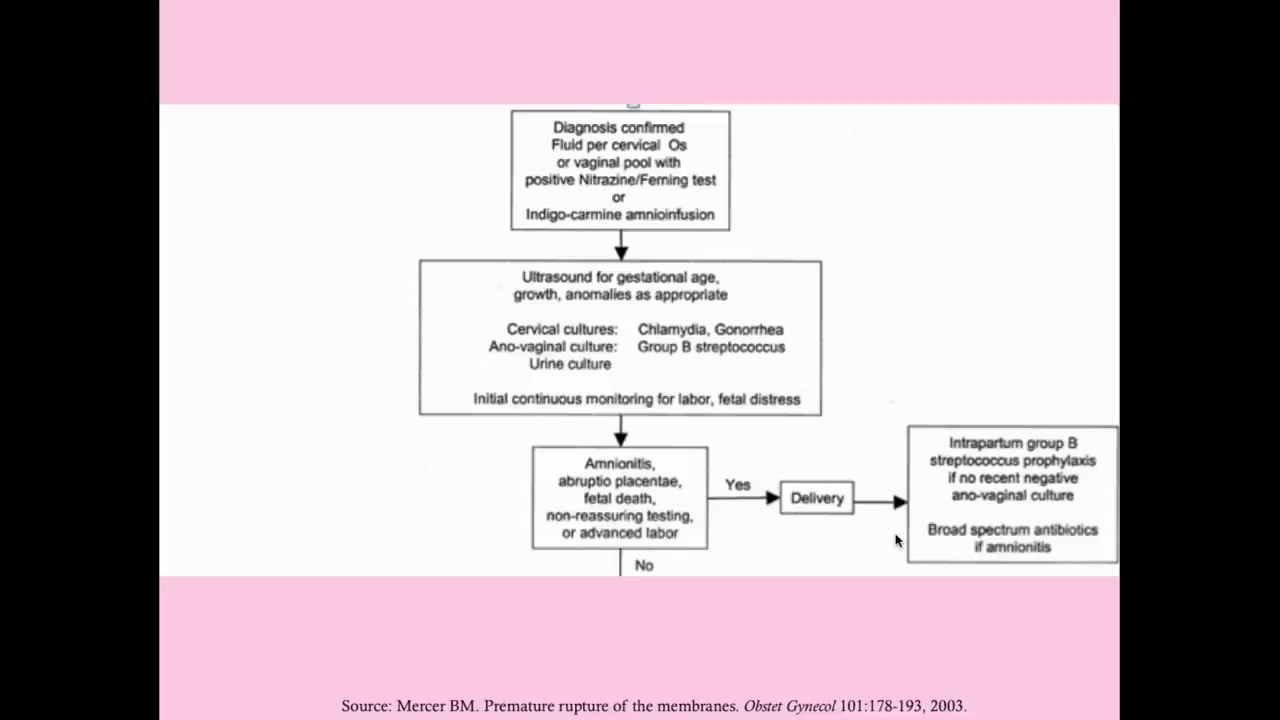 Diagnosis confirmed
Fluid per cervical Os
or vaginal pool with
positive Nitrazine/Ferning test
or
Indigo-carmine amnioinfusion
Ultrasound for gestational age,
growth, anomalies as appropriate
Cervical cultures: Chlamydia, Gonorrhea
Ano-vaginal culture: Group B streptococcus
Urine culture
Initial continuous monitoring for labor, fetal distress
Amnionitis,
abruptio placentae,
fetal death,
non-reassuring testing,
or advanced labor
Yes
Delivery
Intrapartum group B
streptococcus prophylaxis
if no recent negative
ano-vaginal culture
Broad spectrum antibiotics
if amnionitis
No
Source: Mercer BM. Premature rupture of the membranes. Obstet Gynecol 101:178-193, 2003.